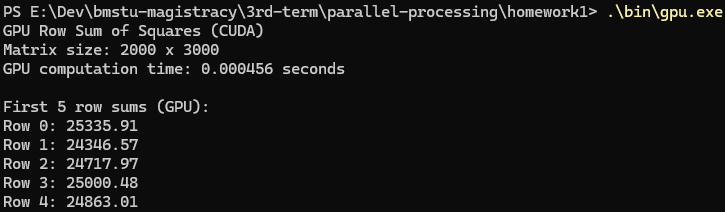 PS E:\Dev\bmstu-magistracy\3rd-term\parallel-processing\homework1> .\bin\gpu.exe
GPU Row Sum of Squares (CUDA)
Matrix size: 2000 x 3000
GPU computation time: 0.000456 seconds
First 5 row sums (GPU):
Row 0: 25335.91
Row 1: 24346.57
Row 2: 24717.97
Row 3: 25000.48
Row 4: 24863.01